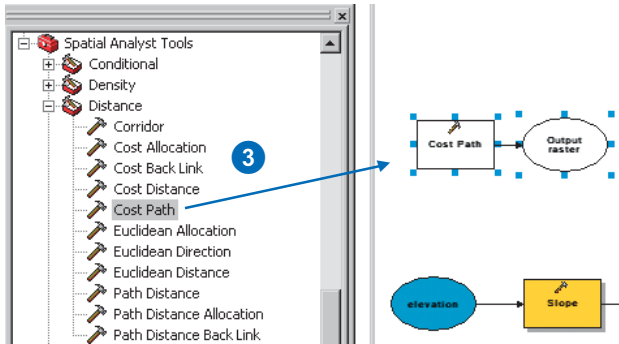 Spatial Analyst Tools
Conditional
Density
Distance
Corridor
Cost Allocation
Cost Back Link
Cost Distance
Cost Path
Euclidean Allocation
Euclidean Direction
Euclidean Distance
Path Distance
Path Distance Allocation
Path Distance Back Link
3
Cost Path
Output
raster
elevation
Slope